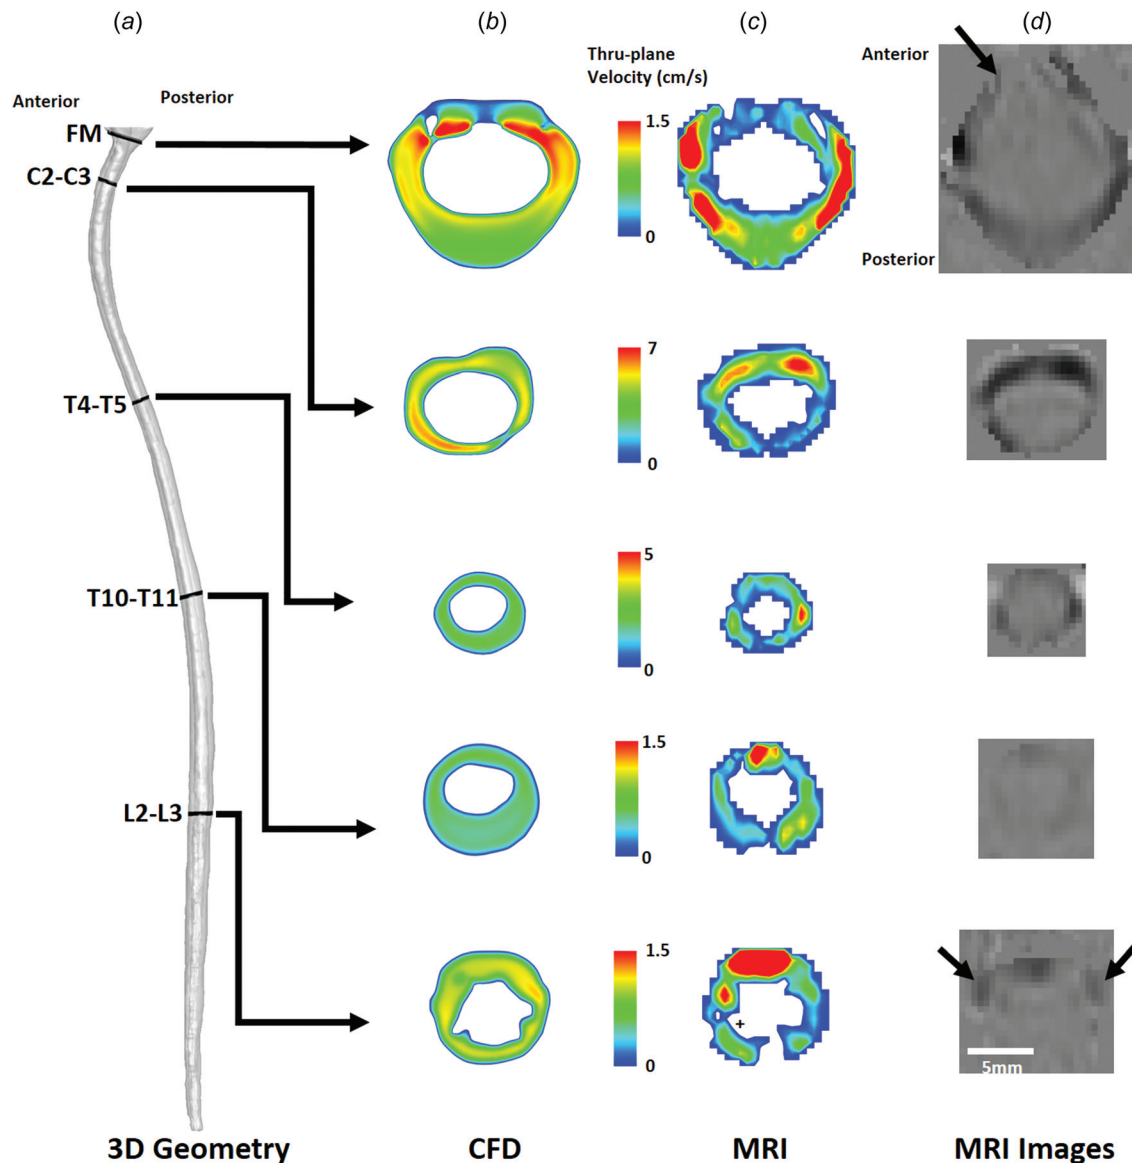 (a)
(b)
(c)
(d)
Thru-plane
Velocity (cm/s)
Anterior
Anterior
Posterior
FM
1.5
C2-C3
0
Posterior
7
T4-T5
0
5
T10-T11
0
1.5
L2-L3
0
1.5
+
0
5mm
3D Geometry
CFD
MRI
MRI Images